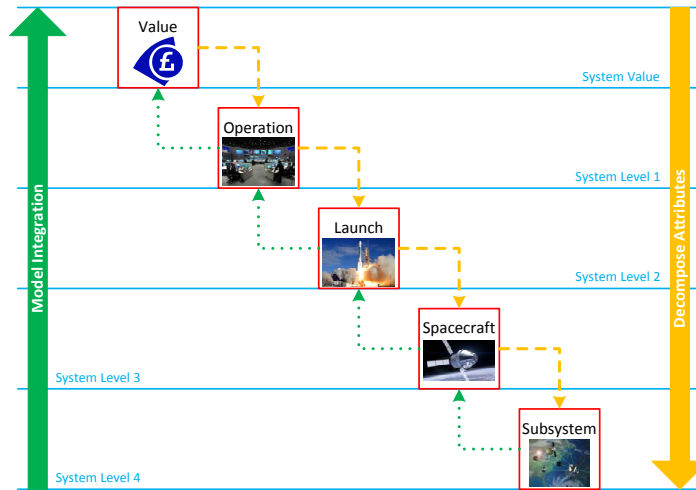 Value
£
System Value
Operation
System Level 1
Launch
System Level 2
Spacecraft
System Level 3
Subsystem
System Level 4
Model Integration
Decompose Attributes